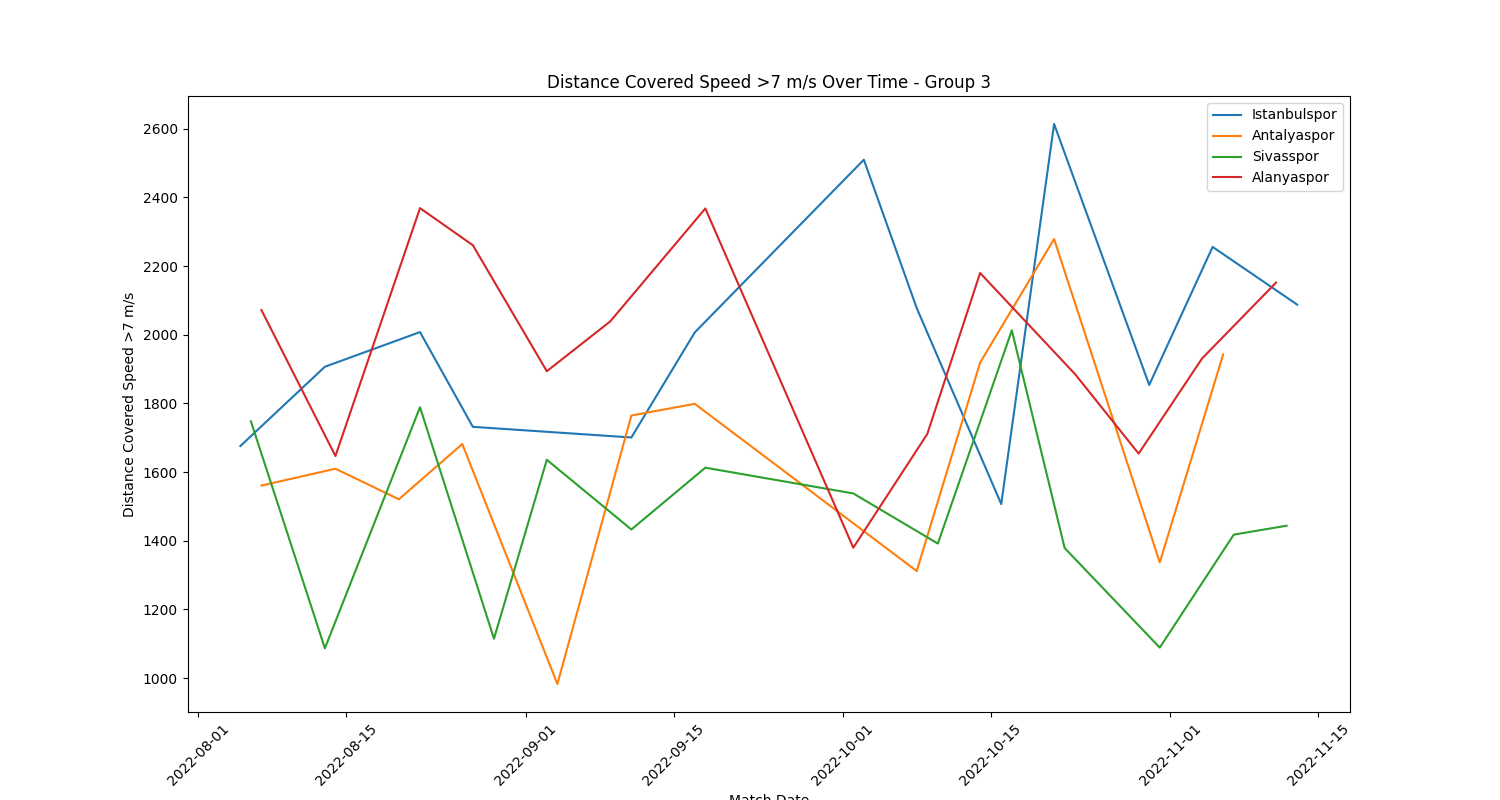 Distance Covered Speed >7 m/s Over Time - Group 3
Istanbulspor
Antalyaspor
Sivasspor
Alanyaspor
Distance Covered Speed >7 m/s
2600
2400
2200
2000
1800
1600
1400
1200
1000
2022-08-01
2022-08-15
2022-09-01
2022-09-15
2022-10-01
2022-10-15
2022-11-01
2022-11-15
Match Date